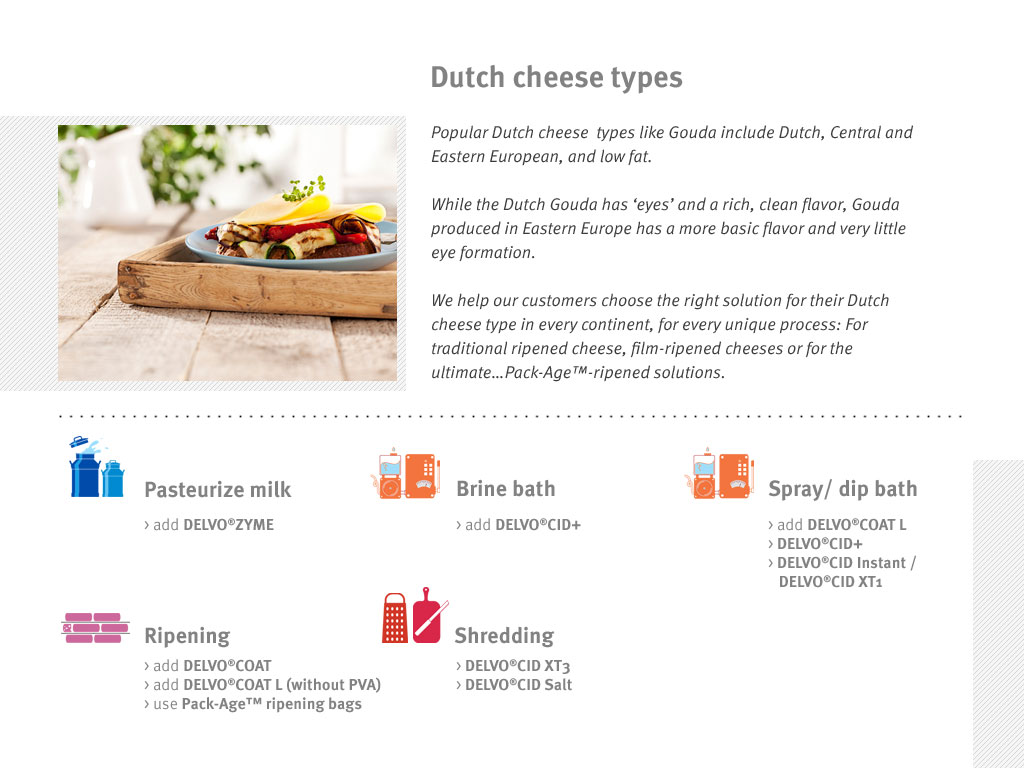 Dutch cheese types
Popular Dutch cheese  types like Gouda include Dutch, Central and
Eastern European, and low fat.
While the Dutch Gouda has ‘eyes’ and a rich, clean flavor, Gouda
produced in Eastern Europe has a more basic flavor and very little
eye formation.
We help our customers choose the right solution for their Dutch
cheese type in every continent, for every unique process: For
traditional ripened cheese, film-ripened cheeses or for the
ultimate...Pack-Age™-ripened solutions.
Pasteurize milk
› add DELVO®ZYME
Brine bath
› add DELVO®CID+
Spray/ dip bath
› add DELVO®COAT L
› DELVO®CID+
› DELVO®CID Instant /
DELVO®CID XT1
Ripening
› add DELVO®COAT
› add DELVO®COAT L (without PVA)
› use Pack-Age™ ripening bags
Shredding
› DELVO®CID XT3
› DELVO®CID Salt